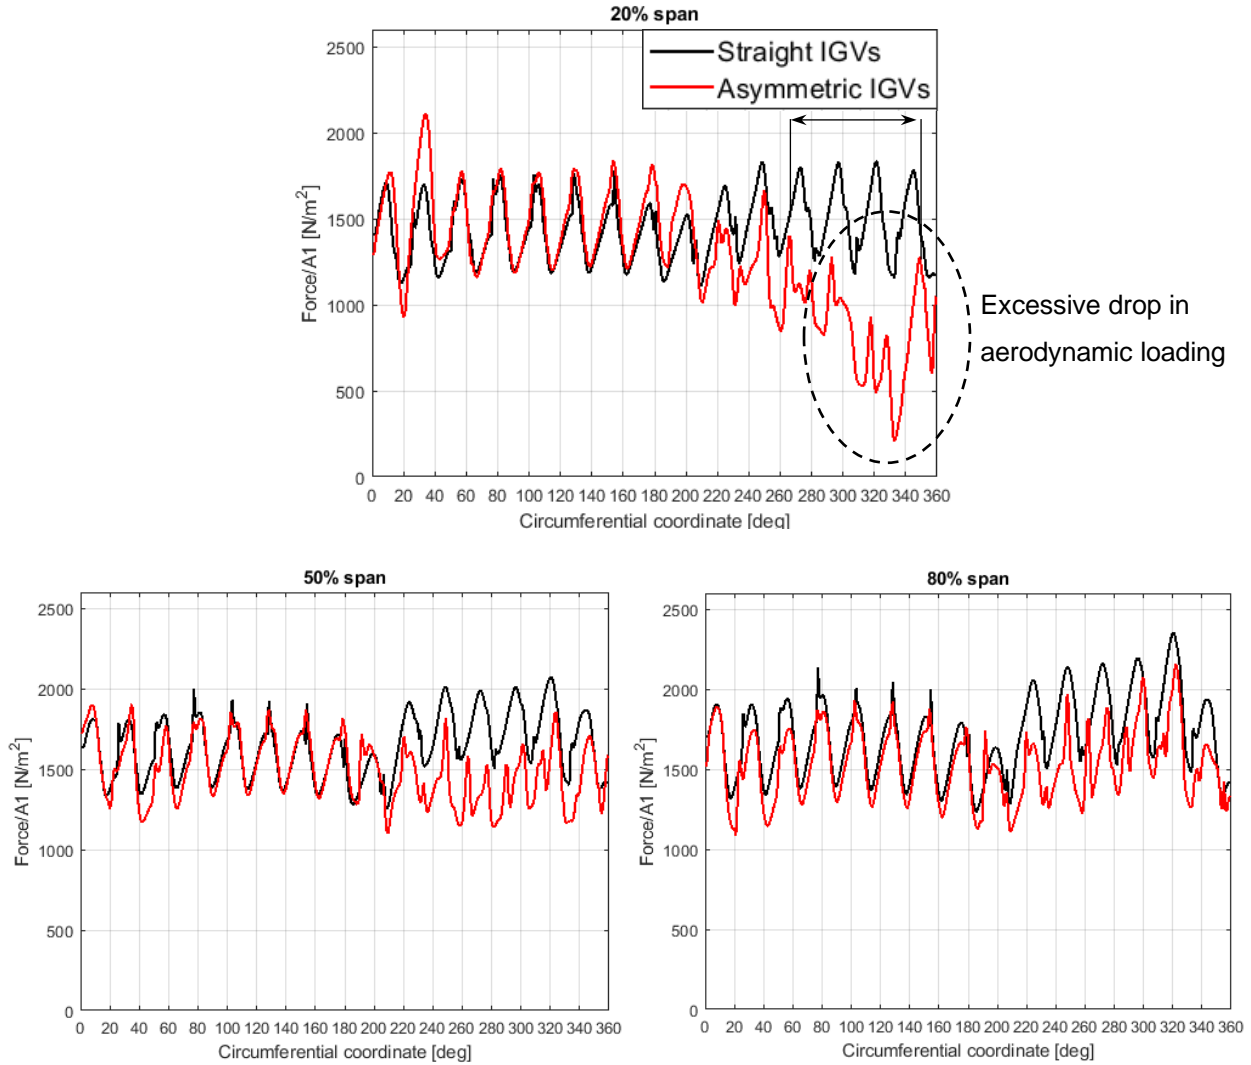 20% span
Straight IGVs
Asymmetric IGVs
2500
2000
1500
1000
500
0
Force/A1 [N/m²]
0 20 40 60 80 100 120 140 160 180 200 220 240 260 280 300 320 340 360
Circumferential coordinate [deg]
Excessive drop in
aerodynamic loading
50% span
2500
2000
1500
1000
500
0
Force/A1 [N/m²]
0 20 40 60 80 100 120 140 160 180 200 220 240 260 280 300 320 340 360
Circumferential coordinate [deg]
80% span
2500
2000
1500
1000
500
0
Force/A1 [N/m²]
0 20 40 60 80 100 120 140 160 180 200 220 240 260 280 300 320 340 360
Circumferential coordinate [deg]